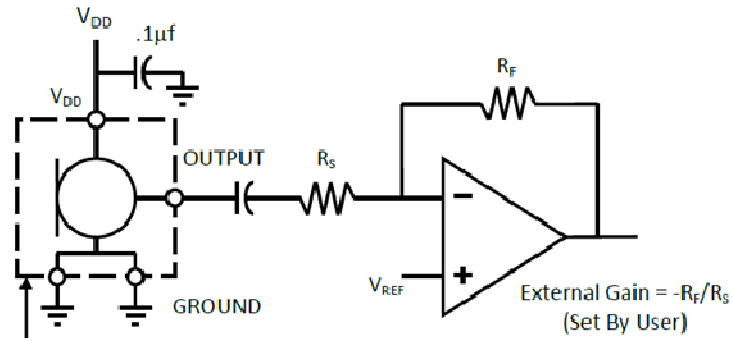 VDD
.1µf
VDD
RF
OUTPUT
RS
-
+
VREF
GROUND
External Gain = -RF/RS
(Set By User)